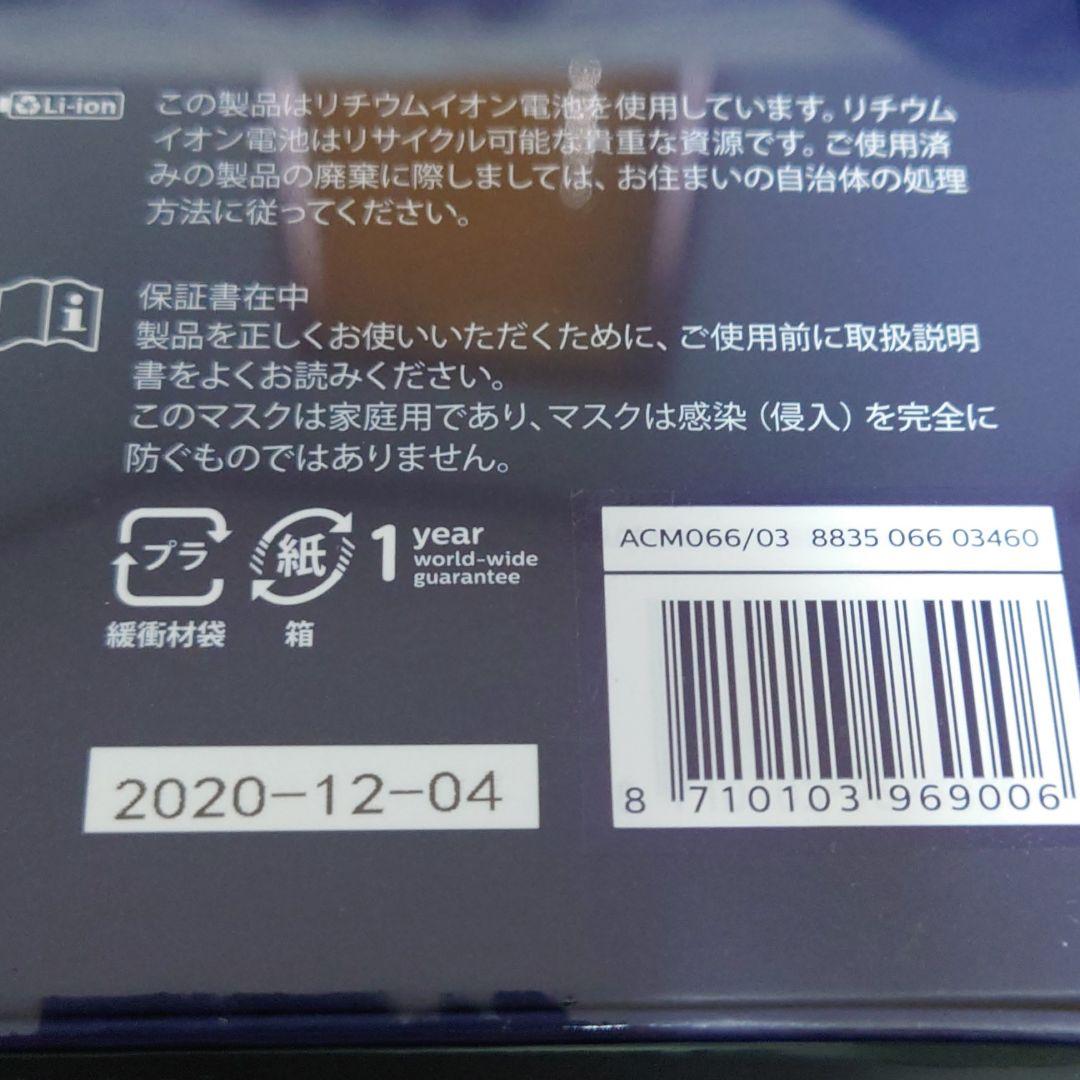 Li-ion
この製品はリチウムイオン電池を使用しています。リチウム
イオン電池はリサイクル可能な貴重な資源です。ご使用済
みの製品の廃棄に際しましては、お住まいの自治体の処理
方法に従ってください。
保証書在中
製品を正しくお使いいただくために、ご使用前に取扱説明
書をよくお読みください。
このマスクは家庭用であり、マスクは感染（侵入）を完全に
防ぐものではありません。
プラ
緩衝材袋
紙
箱
1 year
world-wide
guarantee
ACM066/03 8835 066 03460
8 710103 969006
2020-12-04